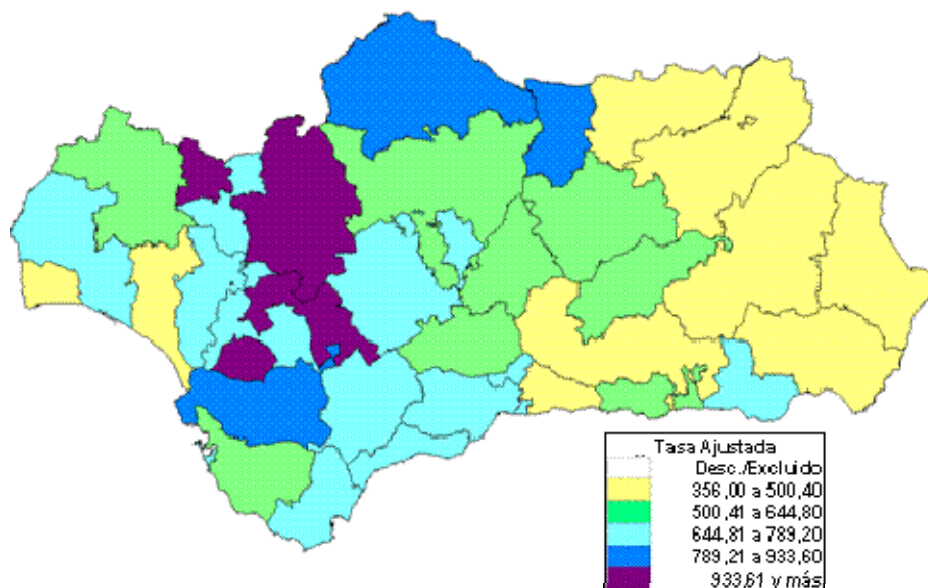 Tasa Ajustada
Desc./Excluido
356,00 a 500,40
500,41 a 644,80
644,81 a 789,20
789,21 a 933,60
933,61 y más